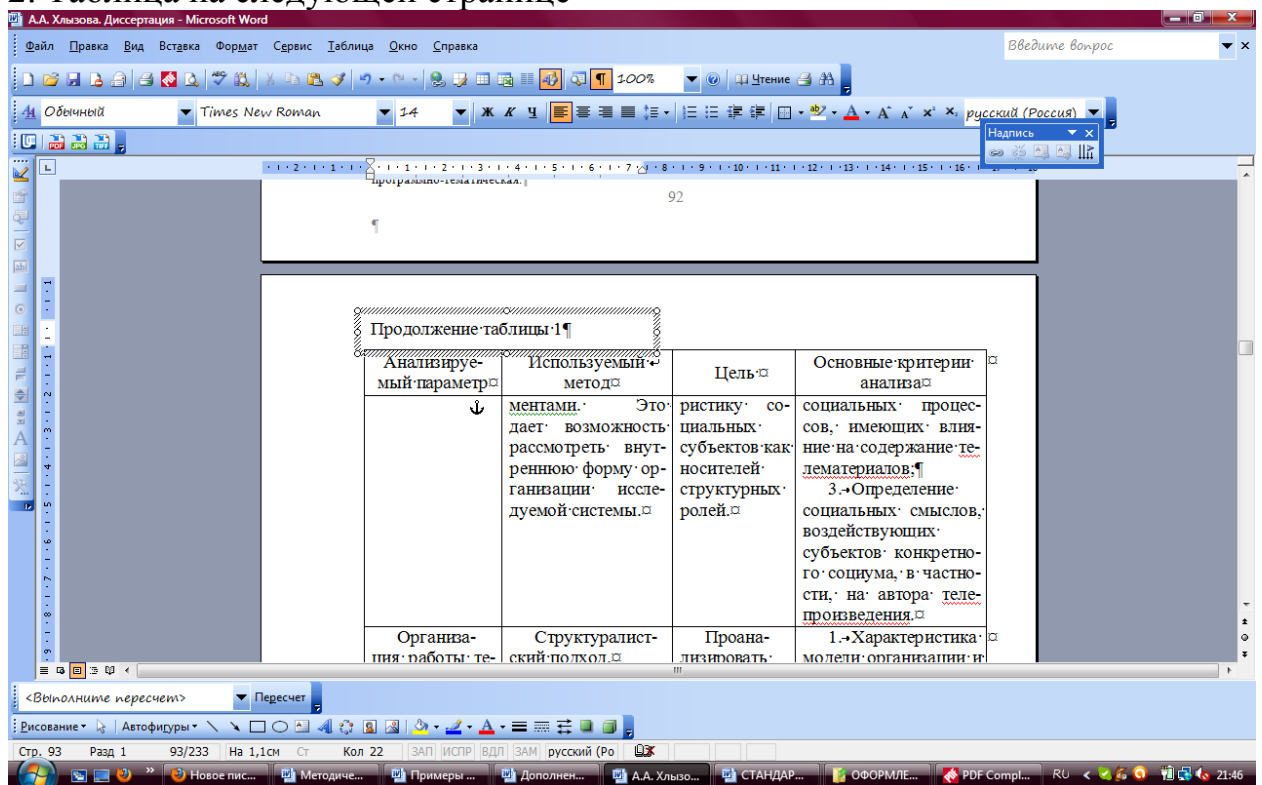 2. Таблица на следующей странице
А.А. Хлызова. Диссертация - Microsoft Word
Файл Правка Вид Вставка Формат Сервис Таблица Окно Справка
Введите вопрос
100% Чтение
Обычный Times New Roman 14 Ж К Ч русский (Россия)
Надпись
программно-тематическая.
92
¶
Продолжение·таблицы·1¶
Анализируе-
мый·параметр¤
Используемый·↵
метод¤
Цель·¤
Основные·критерии·
анализа¤
ментами.· Это·
дает· возможность·
рассмотреть· внут-
реннюю· форму· ор-
ганизации· иссле-
дуемой·системы.¤
ристику· со-
циальных·
субъектов·как·
носителей·
структурных·
ролей.¤
социальных· процес-
сов,· имеющих· влия-
ние·на·содержание·те-
лематериалов;¶
3.→Определение·
социальных· смыслов,·
воздействующих·
субъектов· конкретно-
го·социума,·в·частно-
сти,· на· автора· теле-
произведения.¤
Организа-
ция·работы·те-
Структуралист-
ский·подход.¤
Проана-
лизировать·
1.→Характеристика·
модели·организации·и·
<Выполните пересчет> Пересчет
Рисование Автофигуры
Стр. 93 Разд 1 93/233 На 1,1см Ст Кол 22 ЗАП ИСПР ВДЛ ЗАМ русский (Ро
Новое пис... Методиче... Примеры ... Дополнен... А.А. Хлызо... СТАНДАР... ОФОРМЛЕ... PDF Compl... RU 21:46